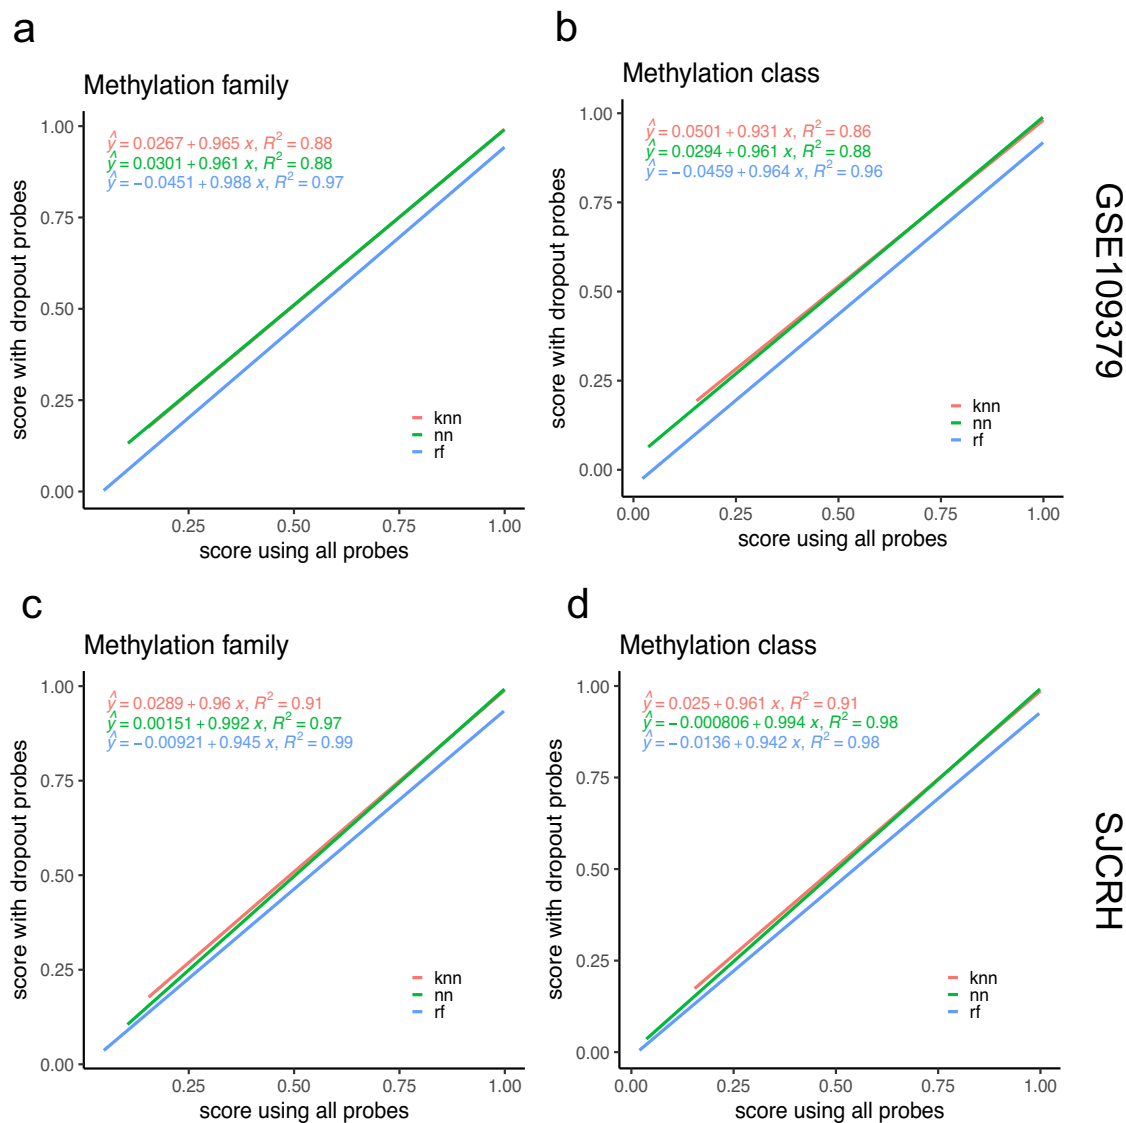 a
Methylation family
ŷ = 0.0267 + 0.965 x, R² = 0.88
ŷ = 0.0301 + 0.961 x, R² = 0.88
ŷ = −0.0451 + 0.988 x, R² = 0.97
1.00
0.75
0.50
0.25
0.00
score with dropout probes
knn
nn
rf
0.25 0.50 0.75 1.00
score using all probes
b
Methylation class
ŷ = 0.0501 + 0.931 x, R² = 0.86
ŷ = 0.0294 + 0.961 x, R² = 0.88
ŷ = −0.0459 + 0.964 x, R² = 0.96
1.00
0.75
0.50
0.25
0.00
score with dropout probes
knn
nn
rf
0.00 0.25 0.50 0.75 1.00
score using all probes
GSE109379
c
Methylation family
ŷ = 0.0289 + 0.96 x, R² = 0.91
ŷ = 0.00151 + 0.992 x, R² = 0.97
ŷ = −0.00921 + 0.945 x, R² = 0.99
1.00
0.75
0.50
0.25
0.00
score with dropout probes
knn
nn
rf
0.25 0.50 0.75 1.00
score using all probes
d
Methylation class
ŷ = 0.025 + 0.961 x, R² = 0.91
ŷ = −0.000806 + 0.994 x, R² = 0.98
ŷ = −0.0136 + 0.942 x, R² = 0.98
1.00
0.75
0.50
0.25
0.00
score with dropout probes
knn
nn
rf
0.00 0.25 0.50 0.75 1.00
score using all probes
SJCRH